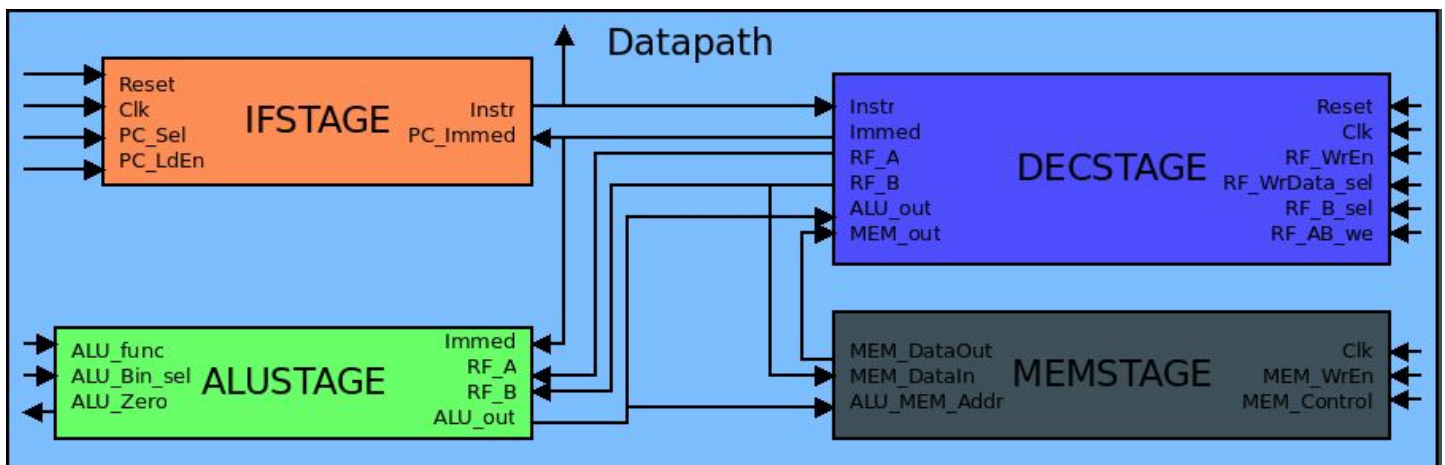 Datapath
Reset
Clk
PC_Sel
PC_LdEn
IFSTAGE
Instr
PC_Immed
Instr
Immed
RF_A
RF_B
ALU_out
MEM_out
DECSTAGE
Reset
Clk
RF_WrEn
RF_WrData_sel
RF_B_sel
RF_AB_we
ALU_func
ALU_Bin_sel
ALU_Zero
ALUSTAGE
Immed
RF_A
RF_B
ALU_out
MEM_DataOut
MEM_DataIn
ALU_MEM_Addr
MEMSTAGE
Clk
MEM_WrEn
MEM_Control